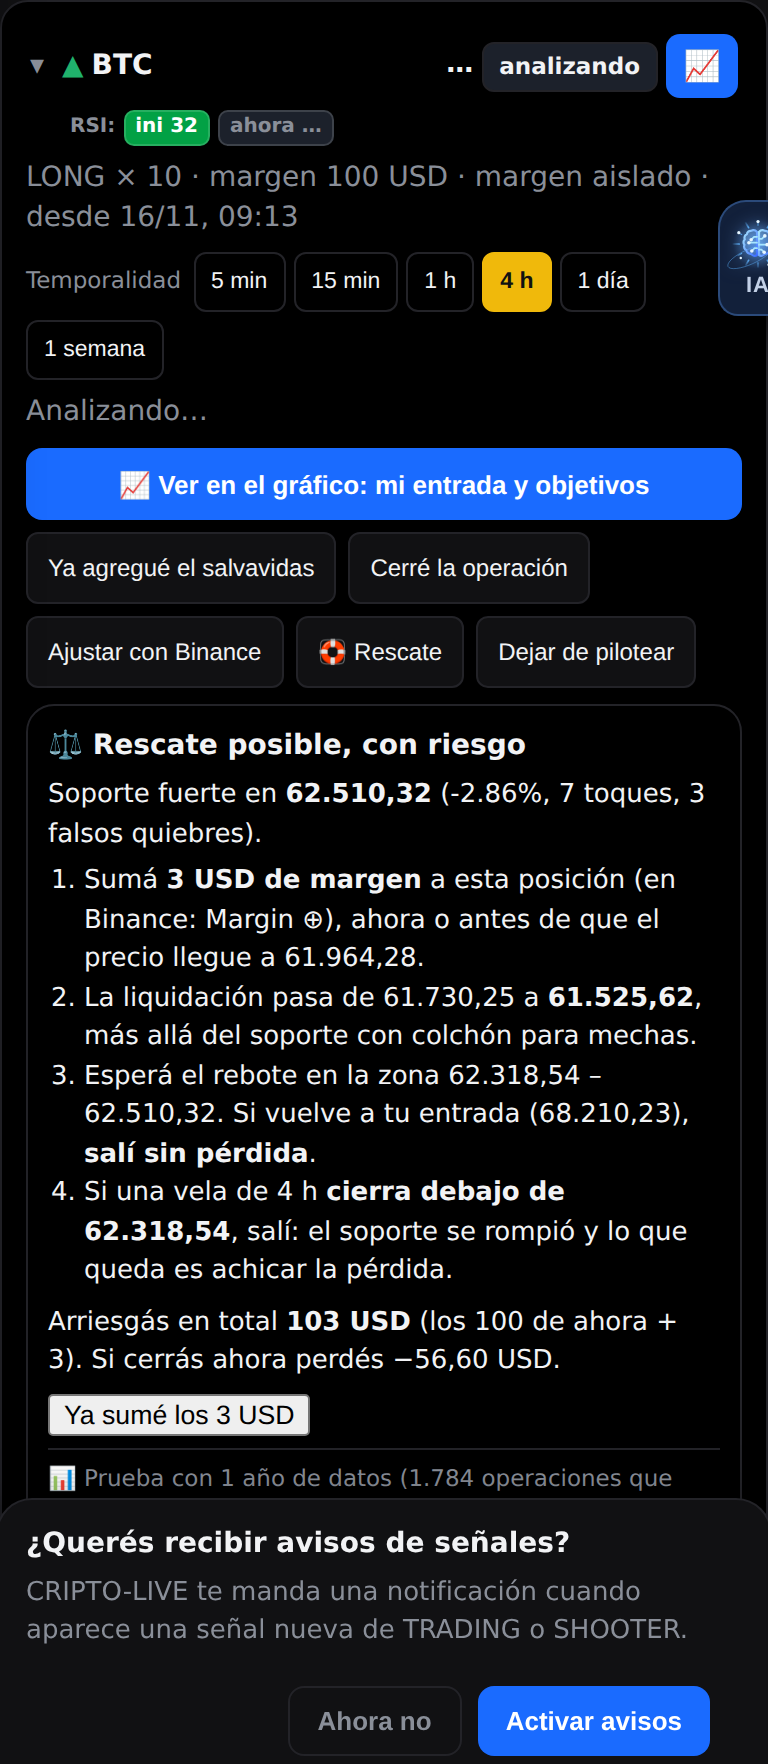 ▼ ▲ BTC ... analizando
RSI: ini 32 ahora ...
LONG × 10 · margen 100 USD · margen aislado ·
desde 16/11, 09:13
Temporalidad 5 min 15 min 1 h 4 h 1 día
IA
1 semana
Analizando...
📈 Ver en el gráfico: mi entrada y objetivos
Ya agregué el salvavidas Cerré la operación
Ajustar con Binance 🛟 Rescate Dejar de pilotear
⚖️ Rescate posible, con riesgo
Soporte fuerte en 62.510,32 (-2.86%, 7 toques, 3
falsos quiebres).
1. Sumá 3 USD de margen a esta posición (en
Binance: Margin ⊕), ahora o antes de que el
precio llegue a 61.964,28.
2. La liquidación pasa de 61.730,25 a 61.525,62,
más allá del soporte con colchón para mechas.
3. Esperá el rebote en la zona 62.318,54 –
62.510,32. Si vuelve a tu entrada (68.210,23),
salí sin pérdida.
4. Si una vela de 4 h cierra debajo de
62.318,54, salí: el soporte se rompió y lo que
queda es achicar la pérdida.
Arriesgás en total 103 USD (los 100 de ahora +
3). Si cerrás ahora perdés −56,60 USD.
Ya sumé los 3 USD
📊 Prueba con 1 año de datos (1.784 operaciones que
¿Querés recibir avisos de señales?
CRIPTO-LIVE te manda una notificación cuando
aparece una señal nueva de TRADING o SHOOTER.
Ahora no Activar avisos